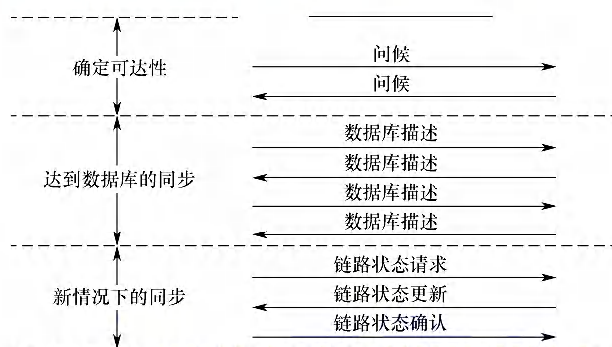 确定可达性
问候
问候
达到数据库的同步
数据库描述
数据库描述
数据库描述
数据库描述
新情况下的同步
链路状态请求
链路状态更新
链路状态确认